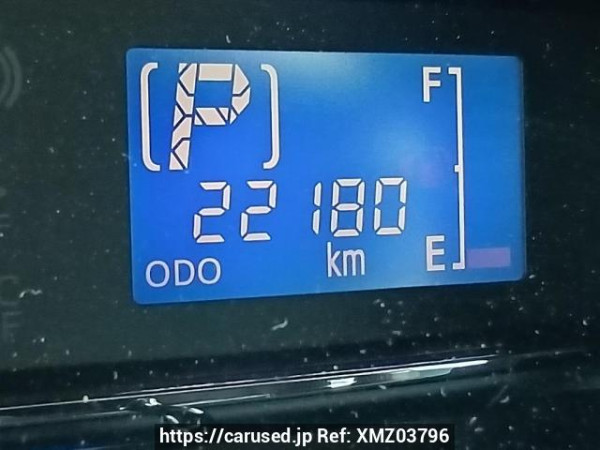 P
F
22180
ODO
km
E
https://carused.jp Ref: XMZ03796